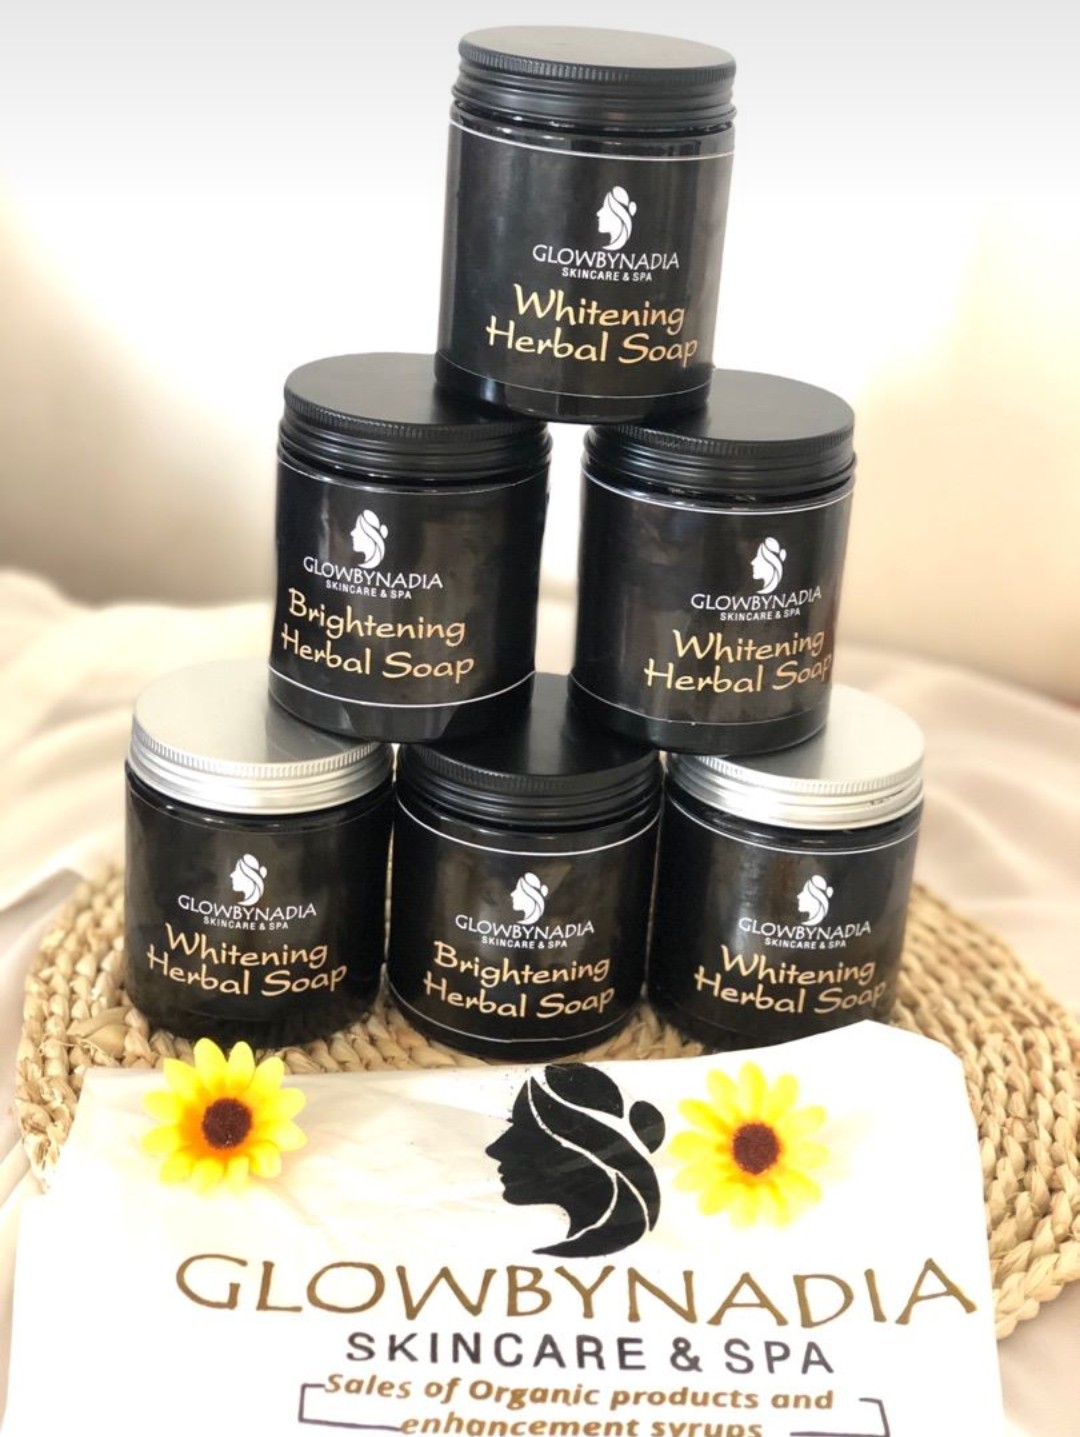 GLOWBYNADIA
SKINCARE & SPA
Whitening
Herbal Soap
GLOWBYNADIA
SKINCARE & SPA
Brightening
Herbal Soap
GLOWBYNADIA
SKINCARE & SPA
Whitening
Herbal Soap
GLOWBYNADIA
SKINCARE & SPA
Whitening
Herbal Soap
GLOWBYNADIA
SKINCARE & SPA
Brightening
Herbal Soap
GLOWBYNADIA
SKINCARE & SPA
Whitening
Herbal Soap
GLOWBYNADIA
SKINCARE & SPA
Sales of Organic products and
enhancement syrups